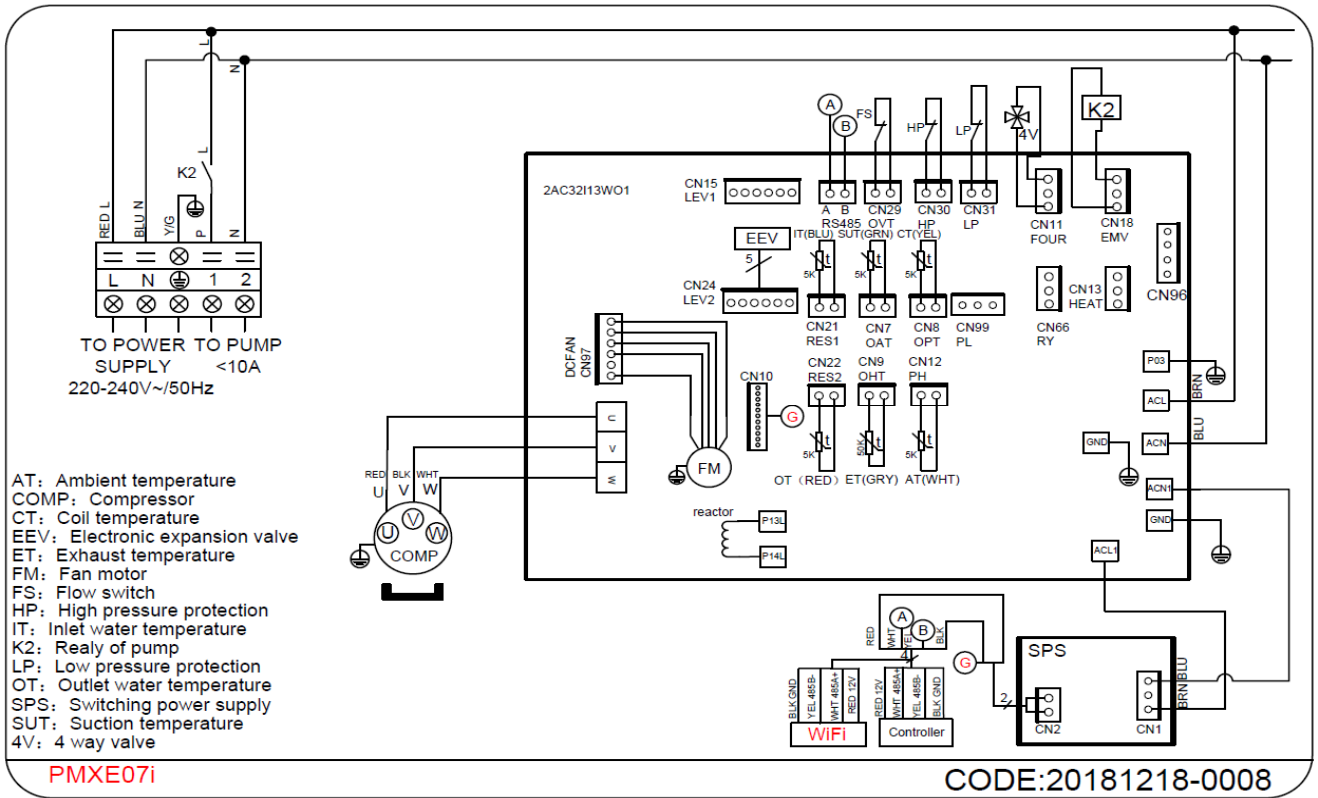 L
N
L
K2
RED L
BLU N
Y/G
P
N
L N 1 2
TO POWER TO PUMP
SUPPLY <10A
220-240V~/50Hz
A
B
FS
HP
LP
4V
K2
2AC32I13WO1
CN15
LEV1
A B
RS485
CN29
OVT
CN30
HP
CN31
LP
CN11
FOUR
CN18
EMV
EEV
5
IT(BLU) SUT(GRN) CT(YEL)
t t t
5K 5K 5K
CN24
LEV2
CN21
RES1
CN7
OAT
CN8
OPT
CN99
PL
CN66
RY
CN13
HEAT
CN96
DCFAN
CN97
CN22
RES2
CN9
OHT
CN12
PH
CN10
G
t t t
5K 50K 5K
OT（RED) ET(GRY) AT(WHT)
FM
U
V
W
P03
ACL
BRN
ACN
BLU
GND
ACN1
GND
ACL1
reactor
P13L
P14L
RED BLK WHT
U V W
U V W
COMP
AT：Ambient temperature
COMP：Compressor
CT：Coil temperature
EEV：Electronic expansion valve
ET：Exhaust temperature
FM：Fan motor
FS：Flow switch
HP：High pressure protection
IT：Inlet water temperature
K2：Realy of pump
LP：Low pressure protection
OT：Outlet water temperature
SPS：Switching power supply
SUT：Suction temperature
4V：4 way valve
RED
WHT
A
YEL
B
BLK
4
G
BLK GND
YEL 485B-
WHT 485A+
RED 12V
WiFi
RED 12V
WHT 485A+
YEL 485B-
BLK GND
Controller
2
SPS
CN2
CN1
BLU
BRN
PMXE07i
CODE:20181218-0008